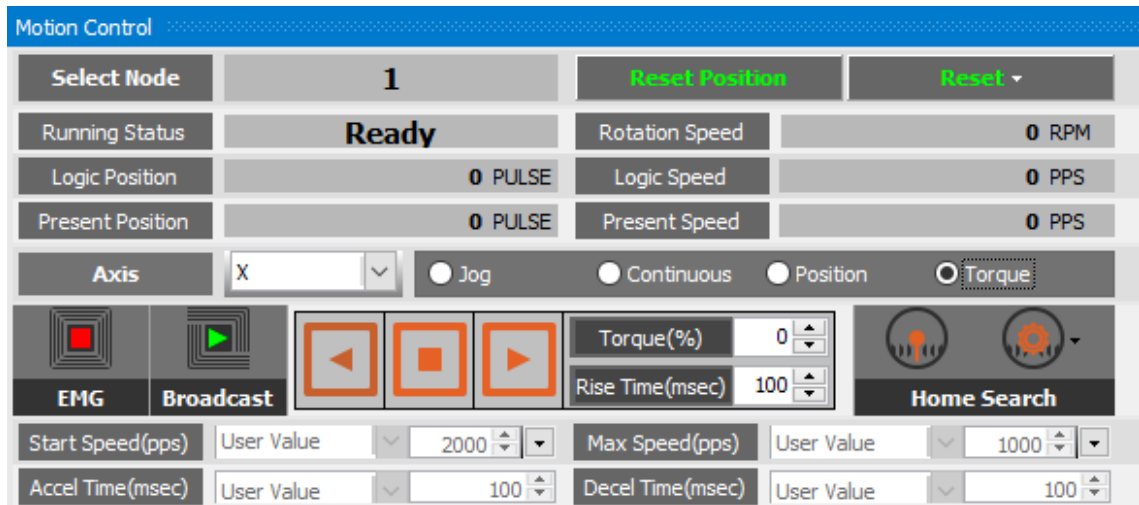 Motion Control
Select Node 1 Reset Position Reset
Running Status Ready Rotation Speed 0 RPM
Logic Position 0 PULSE Logic Speed 0 PPS
Present Position 0 PULSE Present Speed 0 PPS
Axis X Jog Continuous Position Torque
Torque(%) 0
Rise Time(msec) 100
EMG Broadcast Home Search
Start Speed(pps) User Value 2000 Max Speed(pps) User Value 1000
Accel Time(msec) User Value 100 Decel Time(msec) User Value 100